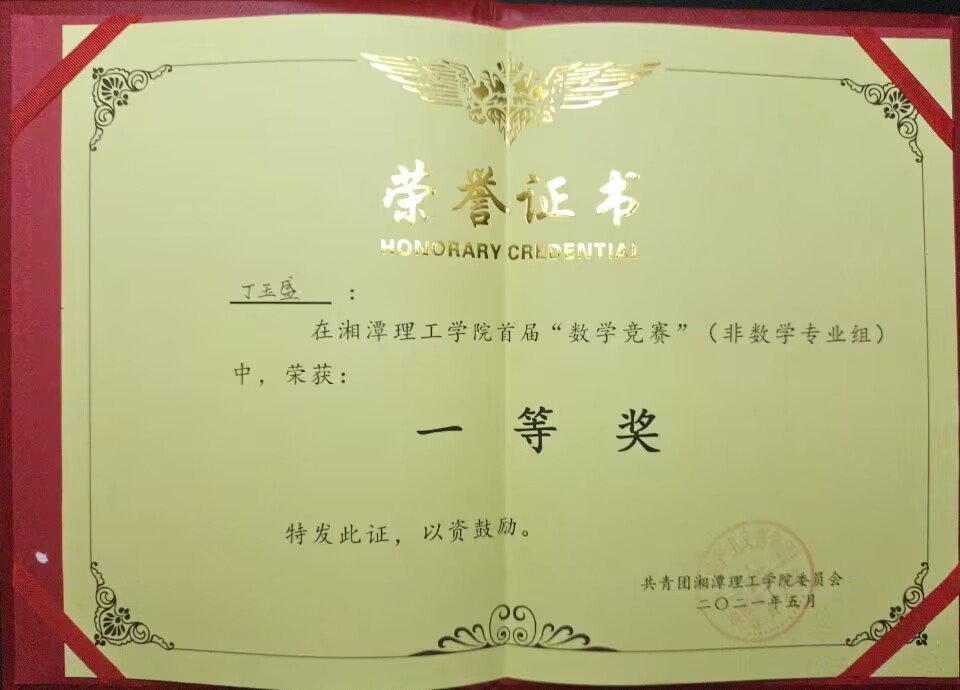 荣誉证书
HONORARY CREDENTIAL
丁玉盛：
在湘潭理工学院首届“数学竞赛”（非数学专业组）
中，荣获：
一等奖
特发此证，以资鼓励。
共青团湘潭理工学院委员会
二〇二一年五月